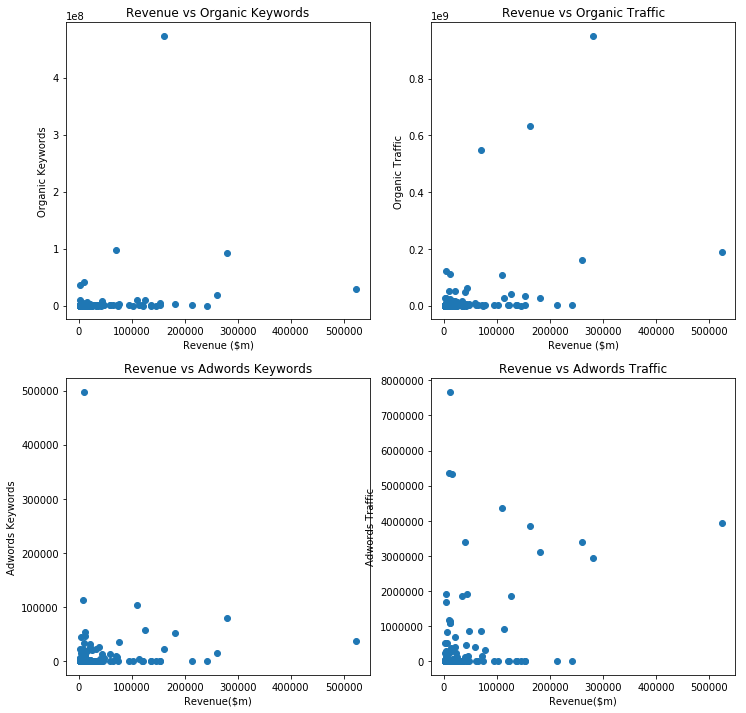 Revenue vs Organic Keywords
1e8
Organic Keywords
4
3
2
1
0
0 100000 200000 300000 400000 500000
Revenue ($m)
Revenue vs Organic Traffic
1e9
Organic Traffic
0.8
0.6
0.4
0.2
0.0
0 100000 200000 300000 400000 500000
Revenue ($m)
Revenue vs Adwords Keywords
Adwords Keywords
500000
400000
300000
200000
100000
0
0 100000 200000 300000 400000 500000
Revenue($m)
Revenue vs Adwords Traffic
Adwords Traffic
8000000
7000000
6000000
5000000
4000000
3000000
2000000
1000000
0
0 100000 200000 300000 400000 500000
Revenue($m)